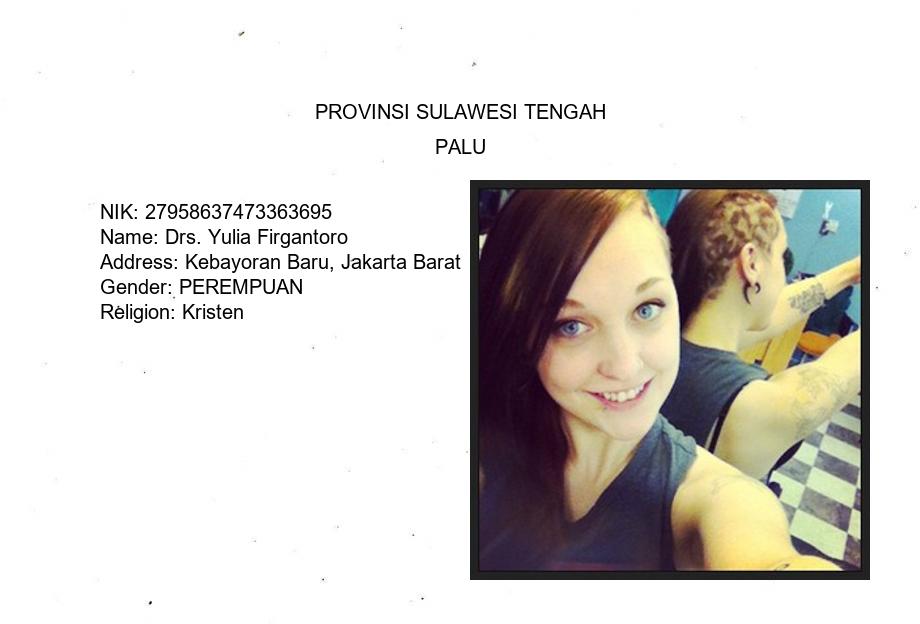 PROVINSI SULAWESI TENGAH
PALU
NIK: 27958637473363695
Name: Drs. Yulia Firgantoro
Address: Kebayoran Baru, Jakarta Barat
Gender: PEREMPUAN
Religion: Kristen